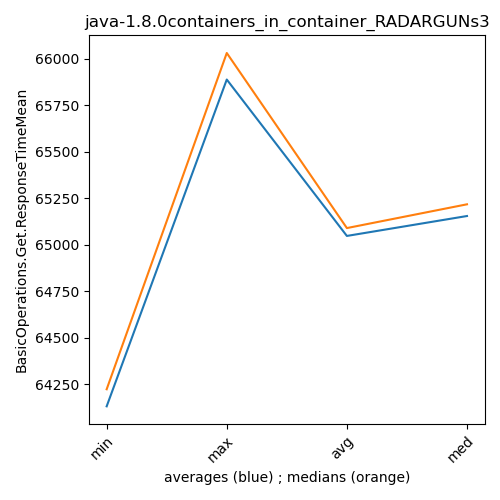 java-1.8.0containers_in_container_RADARGUNs3
BasicOperations.Get.ResponseTimeMean
66000
65750
65500
65250
65000
64750
64500
64250
min
max
avg
med
averages (blue) ; medians (orange)